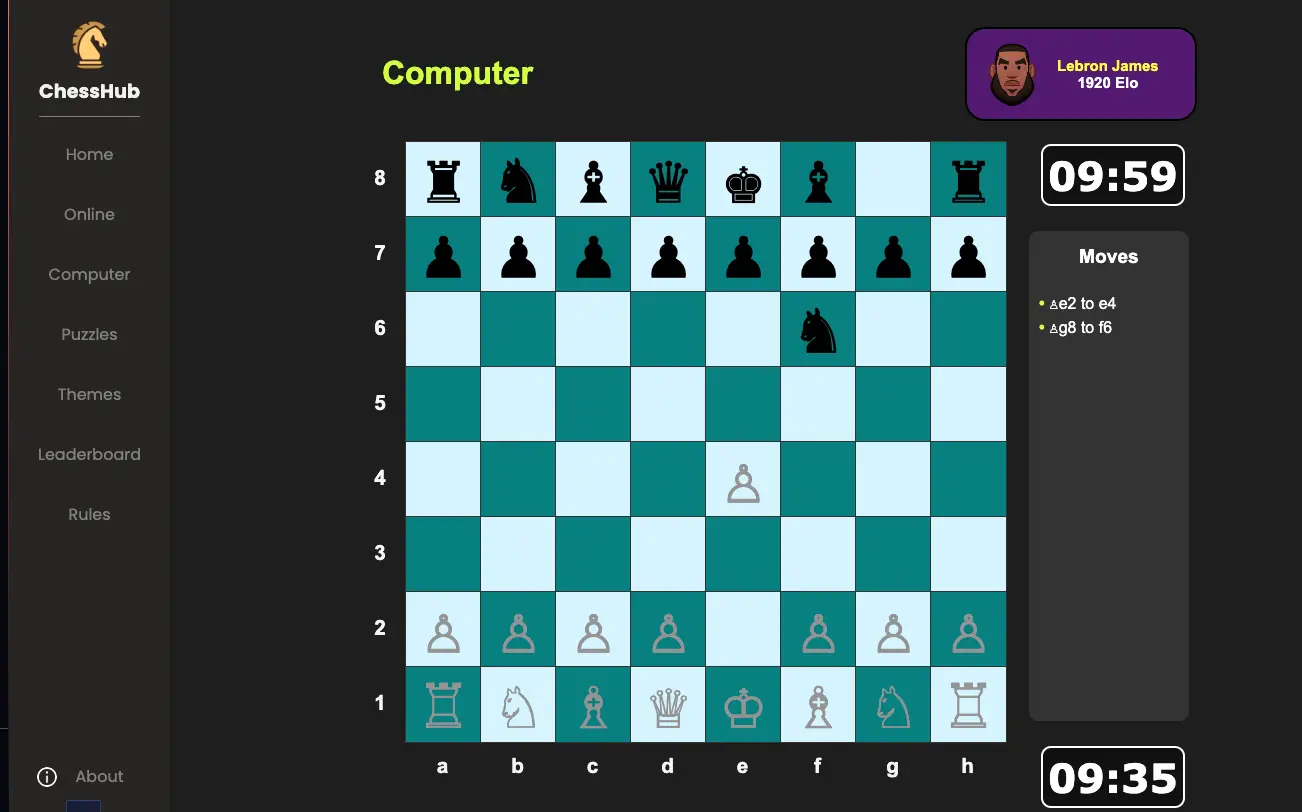 ChessHub
Home
Online
Computer
Puzzles
Themes
Leaderboard
Rules
About
Computer
Lebron James
1920 Elo
8
7
6
5
4
3
2
1
a b c d e f g h
09:59
Moves
• ♙e2 to e4
• ♙g8 to f6
09:35